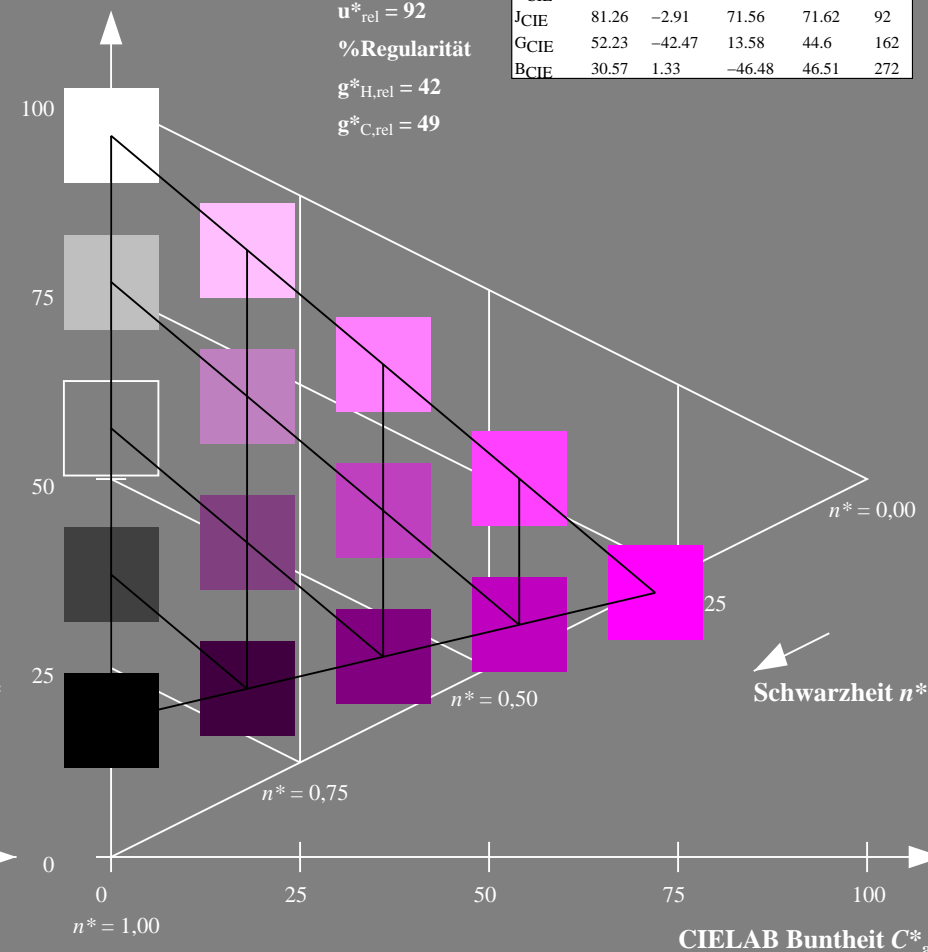 u*rel = 92
%Regularität
g*H,rel = 42
g*C,rel = 49
CIE
JCIE 81.26 −2.91 71.56 71.62 92
GCIE 52.23 −42.47 13.58 44.6 162
BCIE 30.57 1.33 −46.48 46.51 272
100
75
50
25
0
n* = 0,00
25
n* = 0,50
Schwarzheit n*
n* = 0,75
0 25 50 75 100
n* = 1,00
CIELAB Buntheit C*a